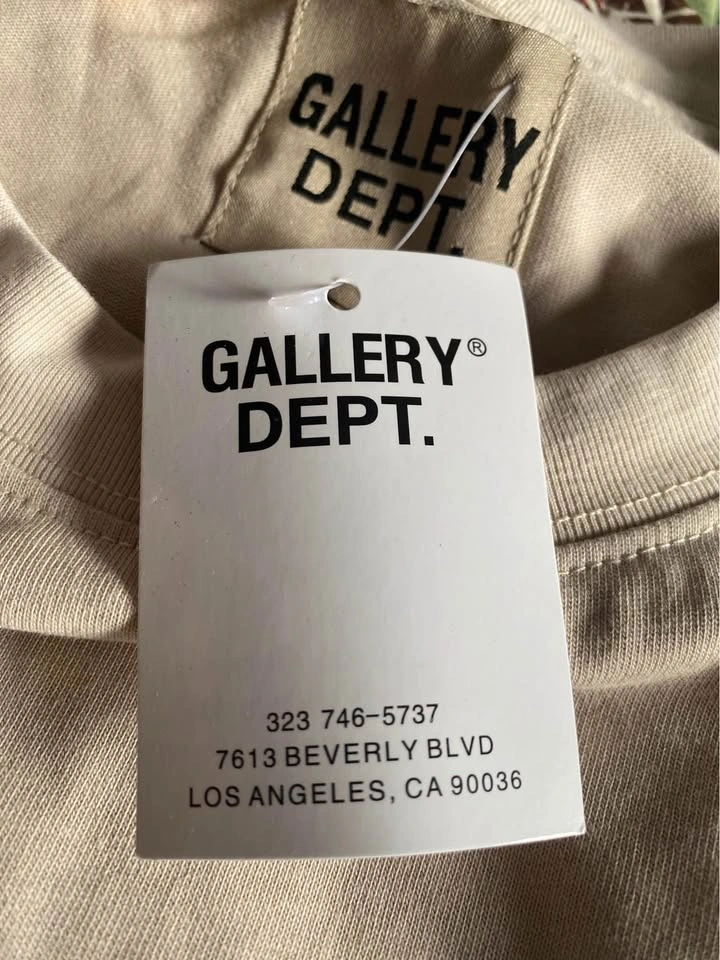 GALLERY
DEPT.
GALLERY®
DEPT.
323 746-5737
7613 BEVERLY BLVD
LOS ANGELES, CA 90036